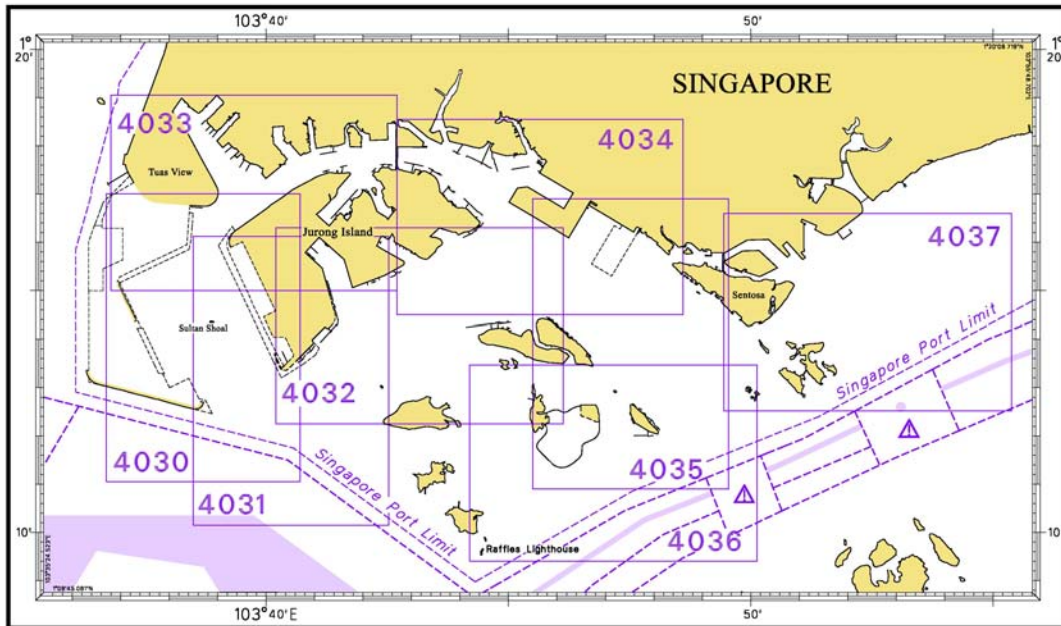 103°40'
50'
1°
20'
1°
20'
SINGAPORE
4033
4034
Tuas View
Jurong Island
4037
Sentosa
Sultan Shoal
Singapore Port Limit
4032
4030
4035
4031
Singapore Port Limit
4036
Raffles Lighthouse
10'
10'
103°40'E
50'